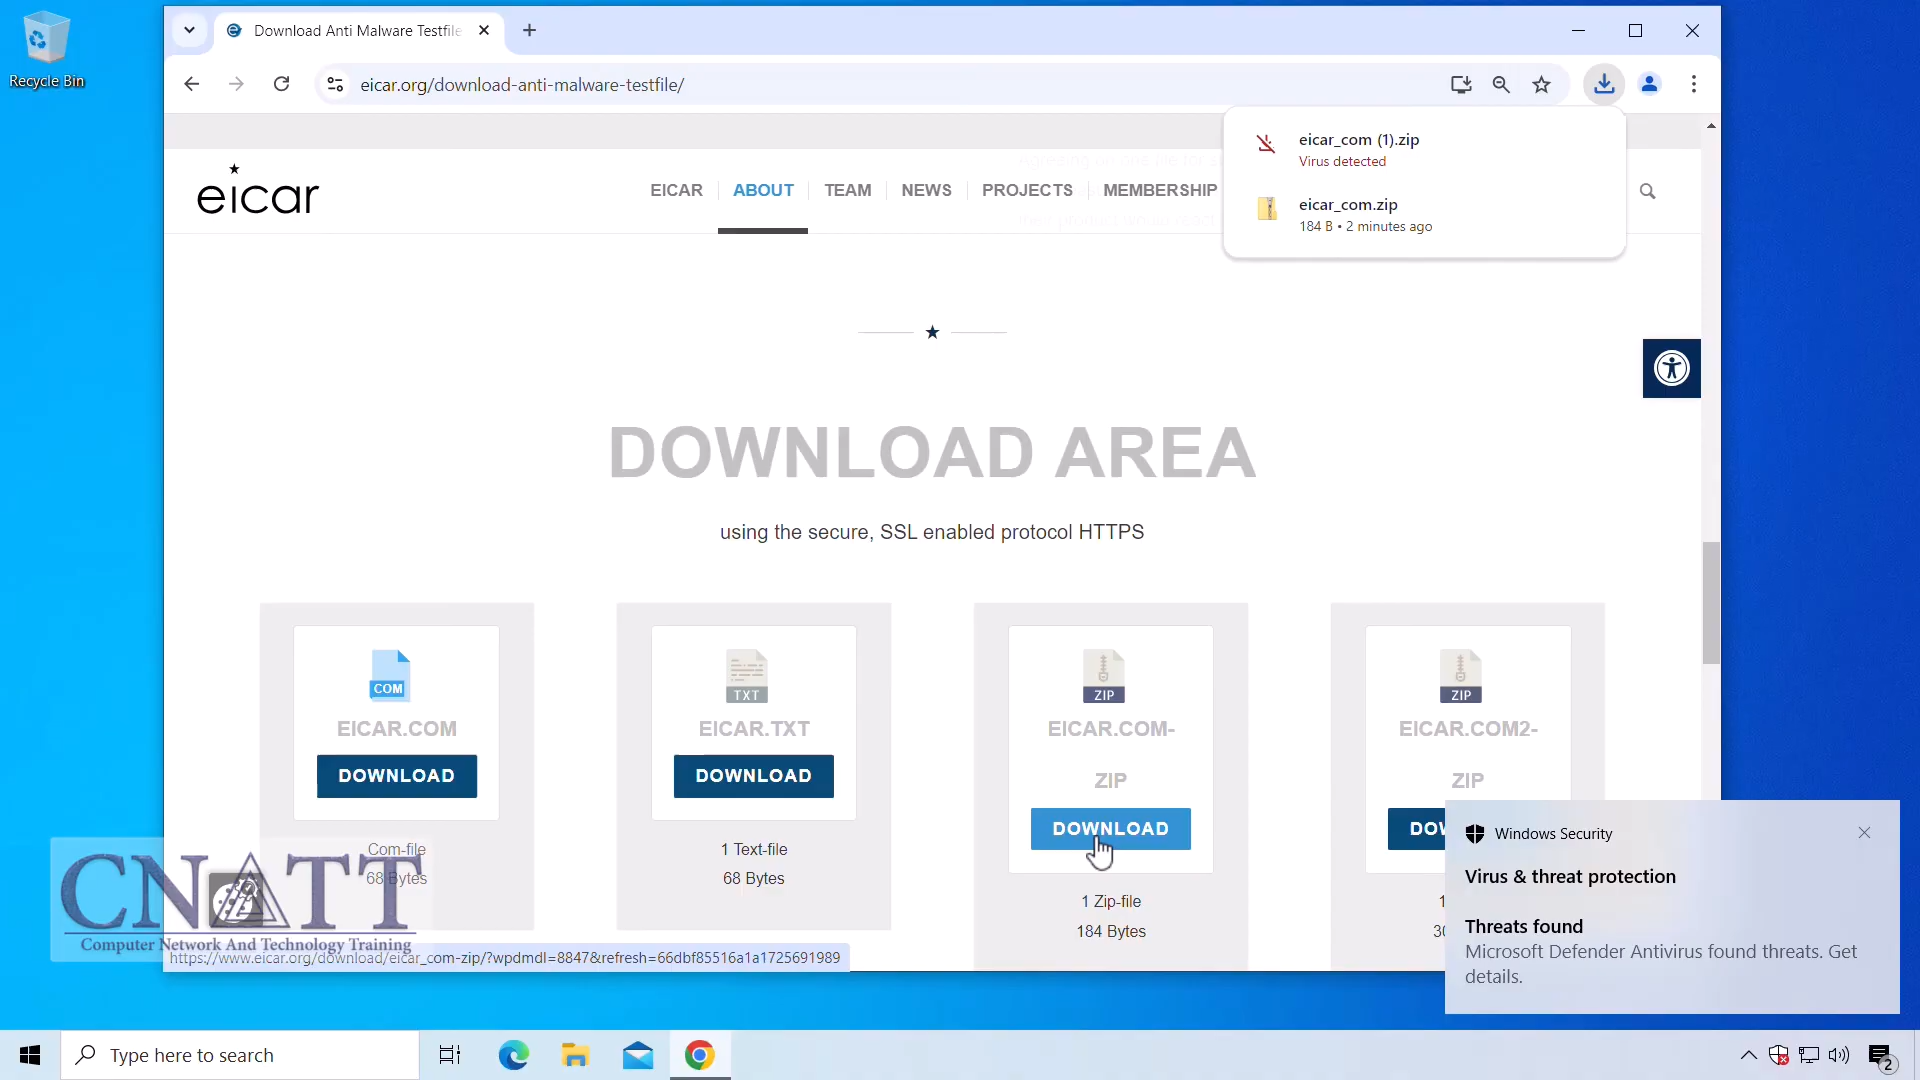 Recycle Bin
Download Anti Malware Testfile
eicar.org/download-anti-malware-testfile/
eicar_com (1).zip
Virus detected
eicar_com.zip
184 B • 2 minutes ago
eicar
EICAR
ABOUT
TEAM
NEWS
PROJECTS
MEMBERSHIP
DOWNLOAD AREA
using the secure, SSL enabled protocol HTTPS
COM
EICAR.COM
DOWNLOAD
Com-file
68 Bytes
TXT
EICAR.TXT
DOWNLOAD
1 Text-file
68 Bytes
ZIP
EICAR.COM-
ZIP
DOWNLOAD
1 Zip-file
184 Bytes
ZIP
EICAR.COM2-
ZIP
Windows Security
Virus & threat protection
Threats found
Microsoft Defender Antivirus found threats. Get
details.
CNATT
Computer Network And Technology Training
https://www.eicar.org/download/eicar_com-zip/?wpdmdl=8847&refresh=66dbf85516a1a1725691989
Type here to search
2